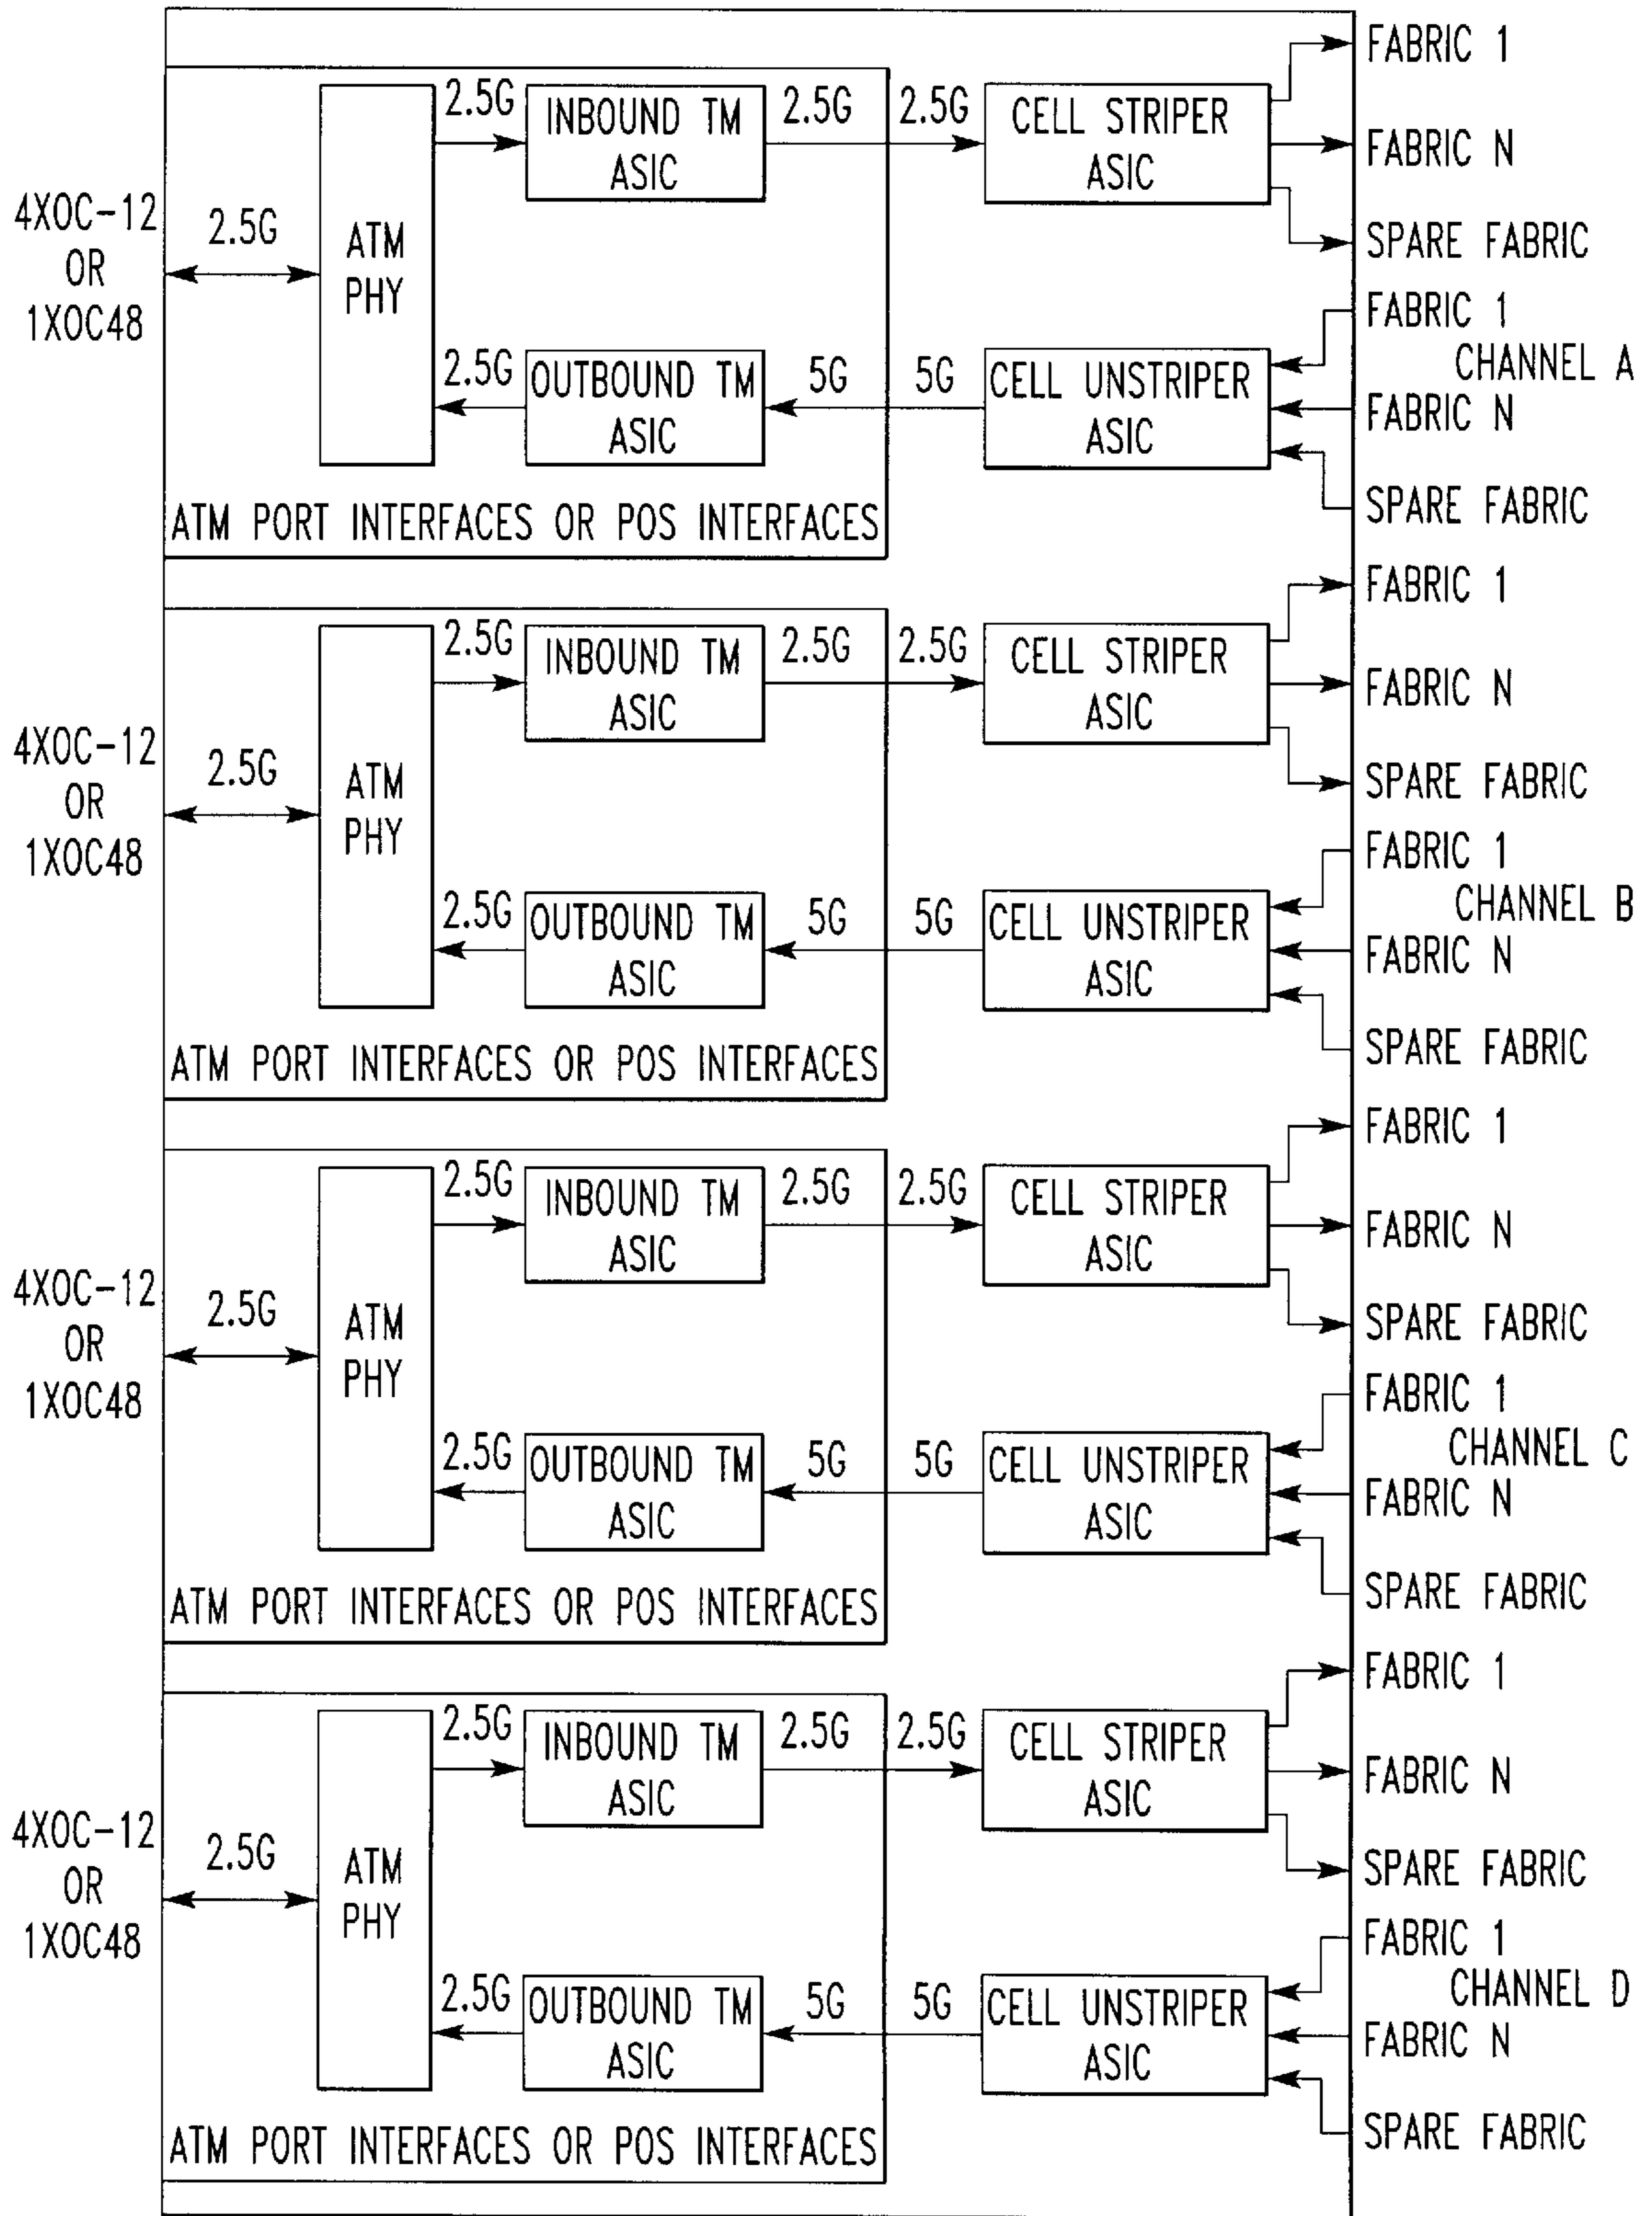 FABRIC 1
2.5G
INBOUND TM
ASIC
2.5G
2.5G
CELL STRIPER
ASIC
FABRIC N
4XOC-12
OR
1XOC48
2.5G
ATM
PHY
SPARE FABRIC
FABRIC 1
CHANNEL A
2.5G
OUTBOUND TM
ASIC
5G
5G
CELL UNSTRIPER
ASIC
FABRIC N
SPARE FABRIC
ATM PORT INTERFACES OR POS INTERFACES
FABRIC 1
2.5G
INBOUND TM
ASIC
2.5G
2.5G
CELL STRIPER
ASIC
FABRIC N
4XOC-12
OR
1XOC48
2.5G
ATM
PHY
SPARE FABRIC
FABRIC 1
CHANNEL B
2.5G
OUTBOUND TM
ASIC
5G
5G
CELL UNSTRIPER
ASIC
FABRIC N
SPARE FABRIC
ATM PORT INTERFACES OR POS INTERFACES
FABRIC 1
2.5G
INBOUND TM
ASIC
2.5G
2.5G
CELL STRIPER
ASIC
FABRIC N
4XOC-12
OR
1XOC48
2.5G
ATM
PHY
SPARE FABRIC
FABRIC 1
CHANNEL C
2.5G
OUTBOUND TM
ASIC
5G
5G
CELL UNSTRIPER
ASIC
FABRIC N
SPARE FABRIC
ATM PORT INTERFACES OR POS INTERFACES
FABRIC 1
2.5G
INBOUND TM
ASIC
2.5G
2.5G
CELL STRIPER
ASIC
FABRIC N
4XOC-12
OR
1XOC48
2.5G
ATM
PHY
SPARE FABRIC
FABRIC 1
CHANNEL D
2.5G
OUTBOUND TM
ASIC
5G
5G
CELL UNSTRIPER
ASIC
FABRIC N
SPARE FABRIC
ATM PORT INTERFACES OR POS INTERFACES